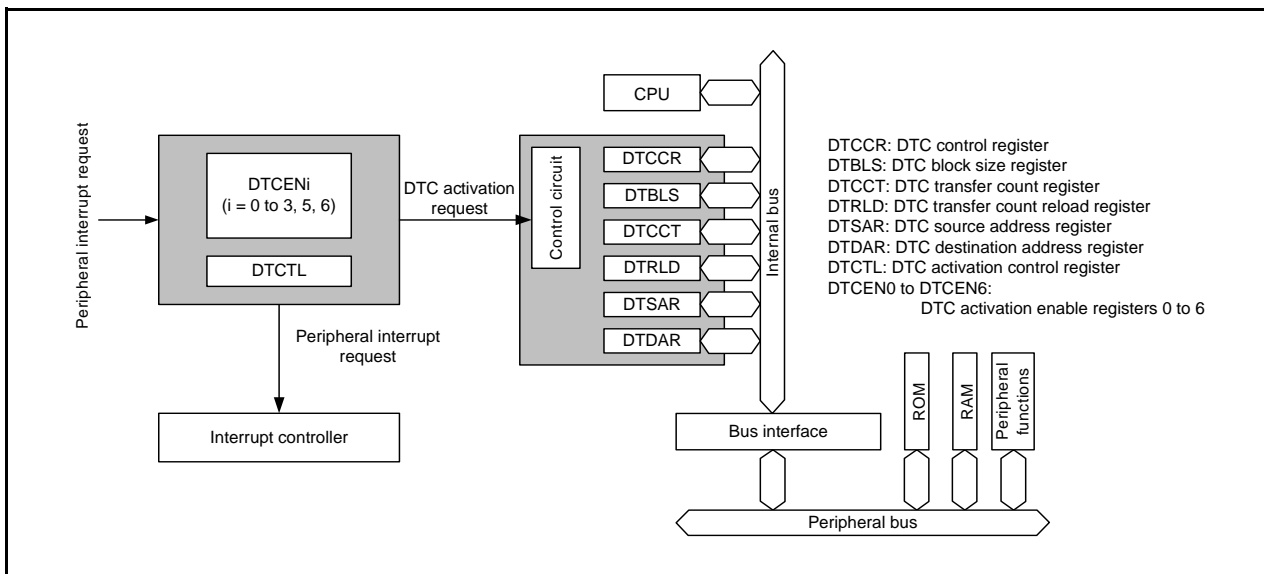 Peripheral interrupt request
DTCENi
(i = 0 to 3, 5, 6)
DTCTL
DTC activation
request
Peripheral interrupt
request
Interrupt controller
Control circuit
CPU
DTCCR
DTBLS
DTCCT
DTRLD
DTSAR
DTDAR
Internal bus
DTCCR: DTC control register
DTBLS: DTC block size register
DTCCT: DTC transfer count register
DTRLD: DTC transfer count reload register
DTSAR: DTC source address register
DTDAR: DTC destination address register
DTCTL: DTC activation control register
DTCEN0 to DTCEN6:
DTC activation enable registers 0 to 6
Bus interface
ROM
RAM
Peripheral
functions
Peripheral bus